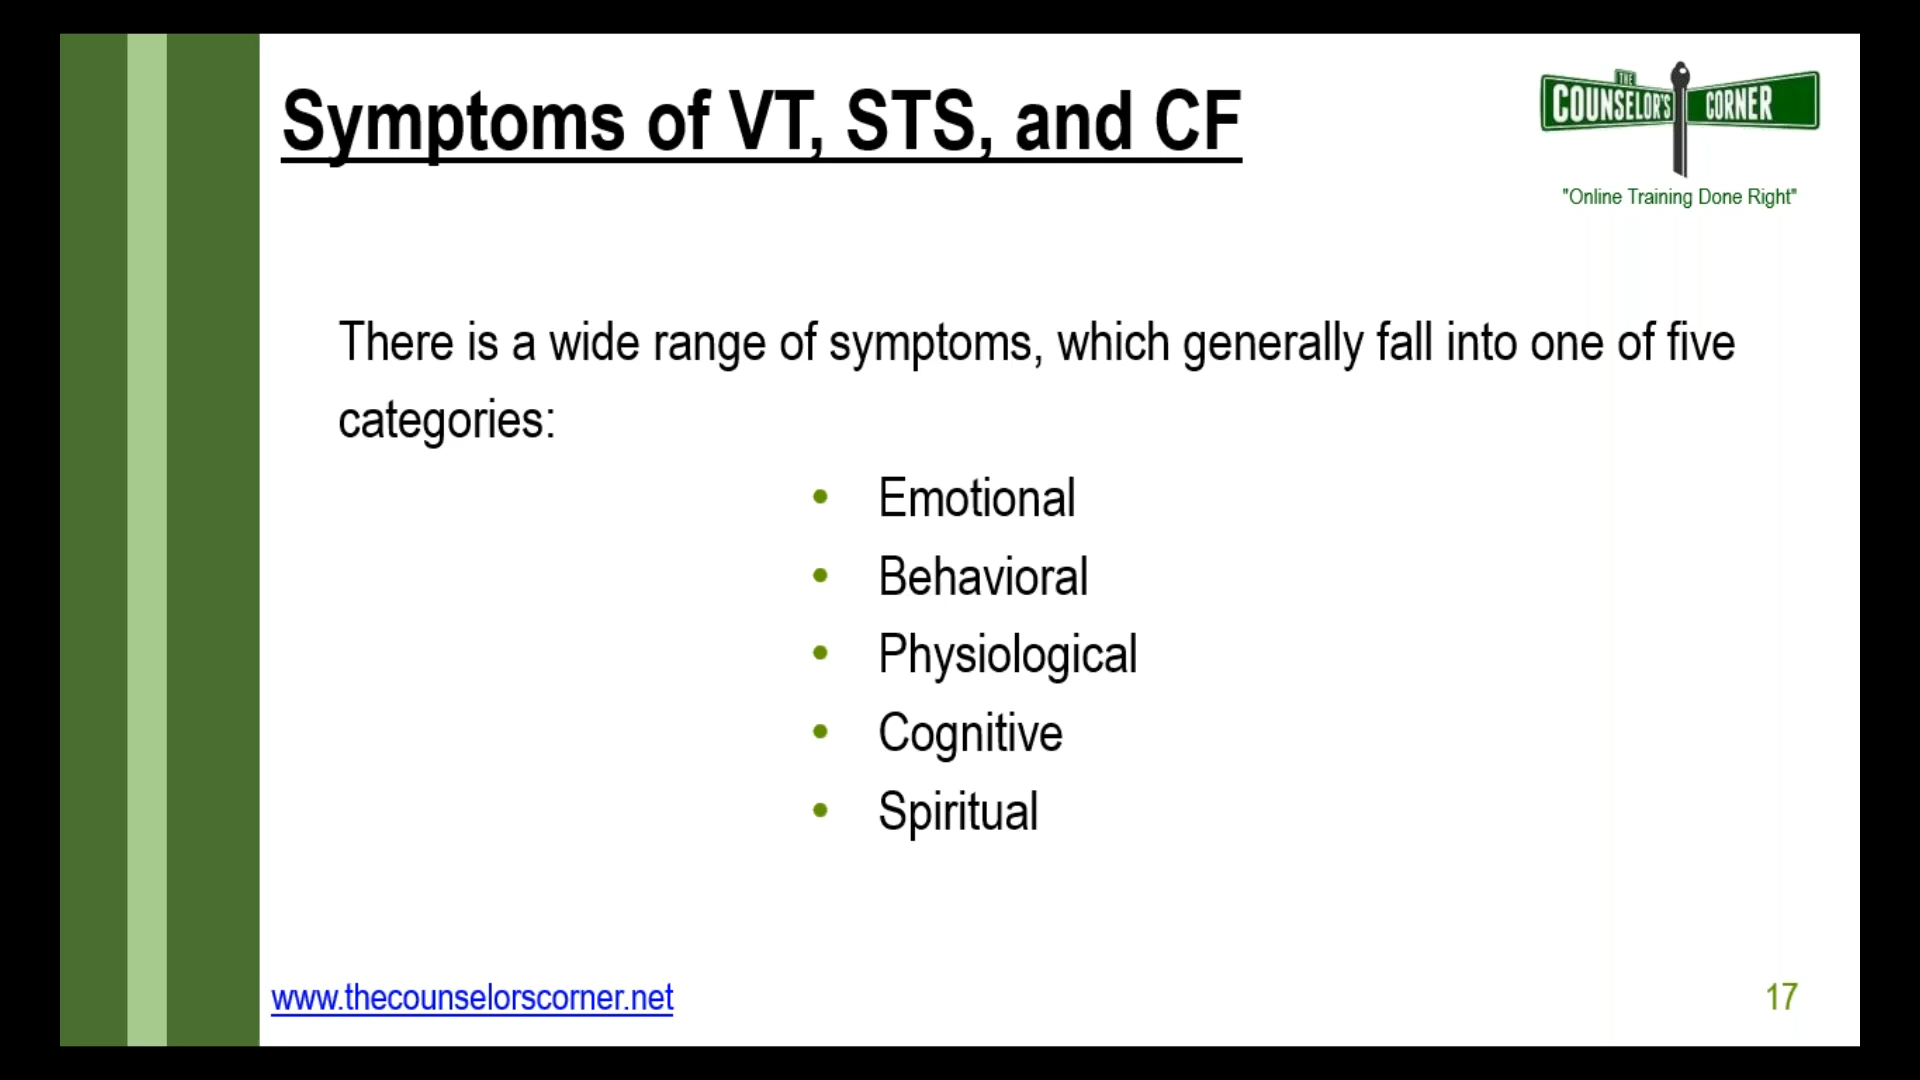 Symptoms of VT, STS, and CF
THE
COUNSELOR'S CORNER
"Online Training Done Right"
There is a wide range of symptoms, which generally fall into one of five
categories:
• Emotional
• Behavioral
• Physiological
• Cognitive
• Spiritual
www.thecounselorscorner.net
17